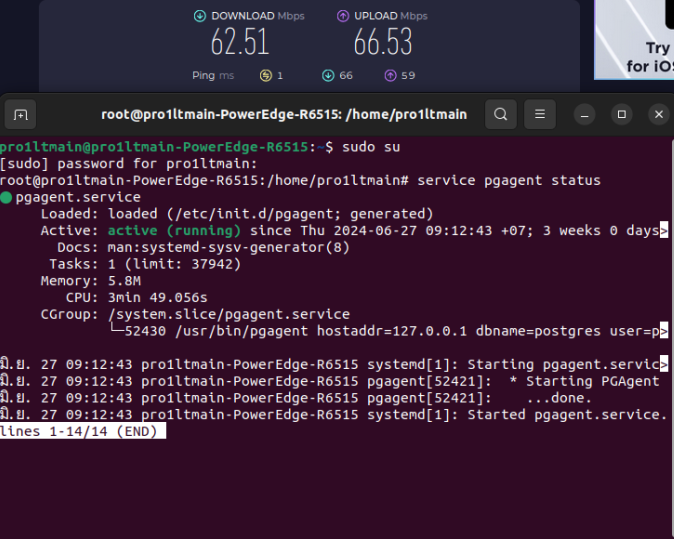 DOWNLOAD Mbps
UPLOAD Mbps
62.51
66.53
Ping ms 1 66 59
Try
for iOS
root@pro1ltmain-PowerEdge-R6515: /home/pro1ltmain
pro1ltmain@pro1ltmain-PowerEdge-R6515:~$ sudo su
[sudo] password for pro1ltmain:
root@pro1ltmain-PowerEdge-R6515:/home/pro1ltmain# service pgagent status
● pgagent.service
Loaded: loaded (/etc/init.d/pgagent; generated)
Active: active (running) since Thu 2024-06-27 09:12:43 +07; 3 weeks 0 days>
Docs: man:systemd-sysv-generator(8)
Tasks: 1 (limit: 37942)
Memory: 5.8M
CPU: 3min 49.056s
CGroup: /system.slice/pgagent.service
└─52430 /usr/bin/pgagent hostaddr=127.0.0.1 dbname=postgres user=p>
มิ.ย. 27 09:12:43 pro1ltmain-PowerEdge-R6515 systemd[1]: Starting pgagent.servic>
มิ.ย. 27 09:12:43 pro1ltmain-PowerEdge-R6515 pgagent[52421]:  * Starting PGAgent
มิ.ย. 27 09:12:43 pro1ltmain-PowerEdge-R6515 pgagent[52421]:    ...done.
มิ.ย. 27 09:12:43 pro1ltmain-PowerEdge-R6515 systemd[1]: Started pgagent.service.
lines 1-14/14 (END)